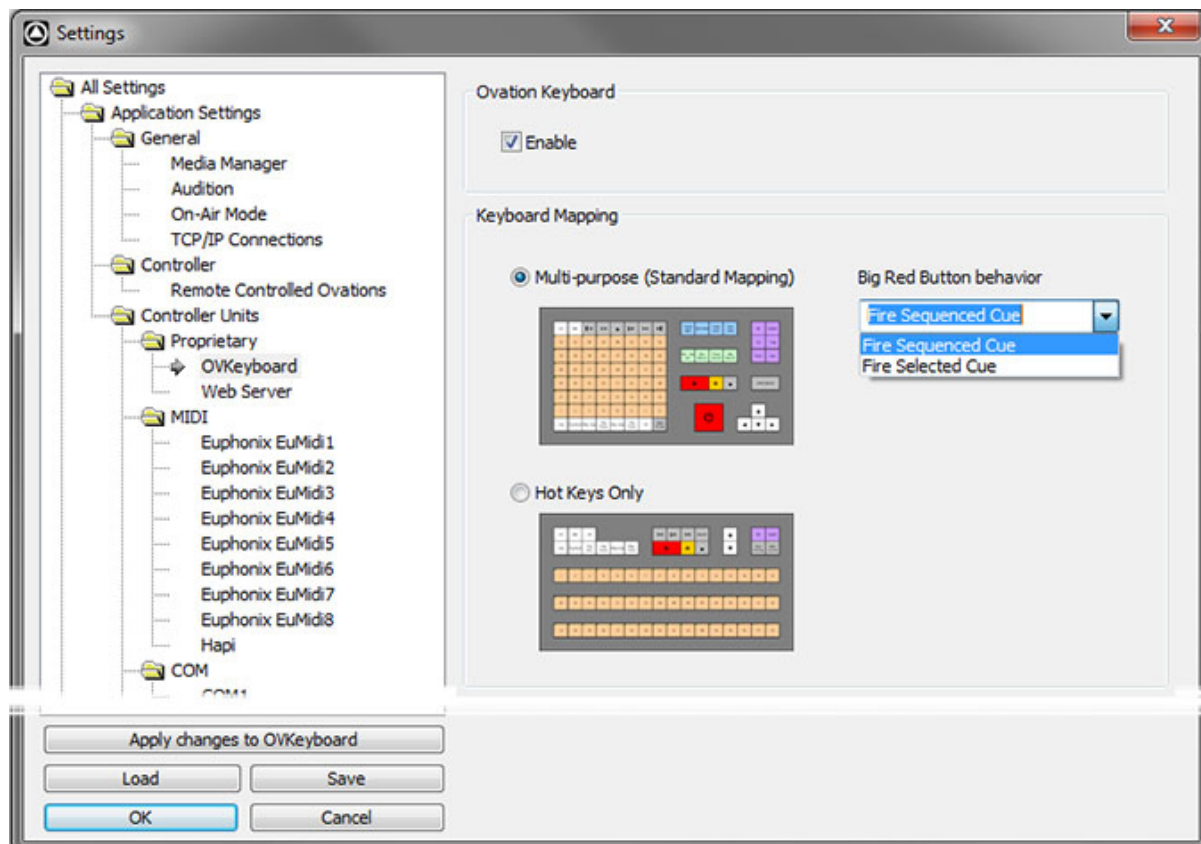 Settings
All Settings
Application Settings
General
Media Manager
Audition
On-Air Mode
TCP/IP Connections
Controller
Remote Controlled Ovations
Controller Units
Proprietary
OVKeyboard
Web Server
MIDI
Euphonix EuMidi1
Euphonix EuMidi2
Euphonix EuMidi3
Euphonix EuMidi4
Euphonix EuMidi5
Euphonix EuMidi6
Euphonix EuMidi7
Euphonix EuMidi8
Hapi
COM
COM1
Apply changes to OVKeyboard
Load
Save
OK
Cancel
Ovation Keyboard
Enable
Keyboard Mapping
Multi-purpose (Standard Mapping)
Big Red Button behavior
Fire Sequenced Cue
Fire Sequenced Cue
Fire Selected Cue
Hot Keys Only